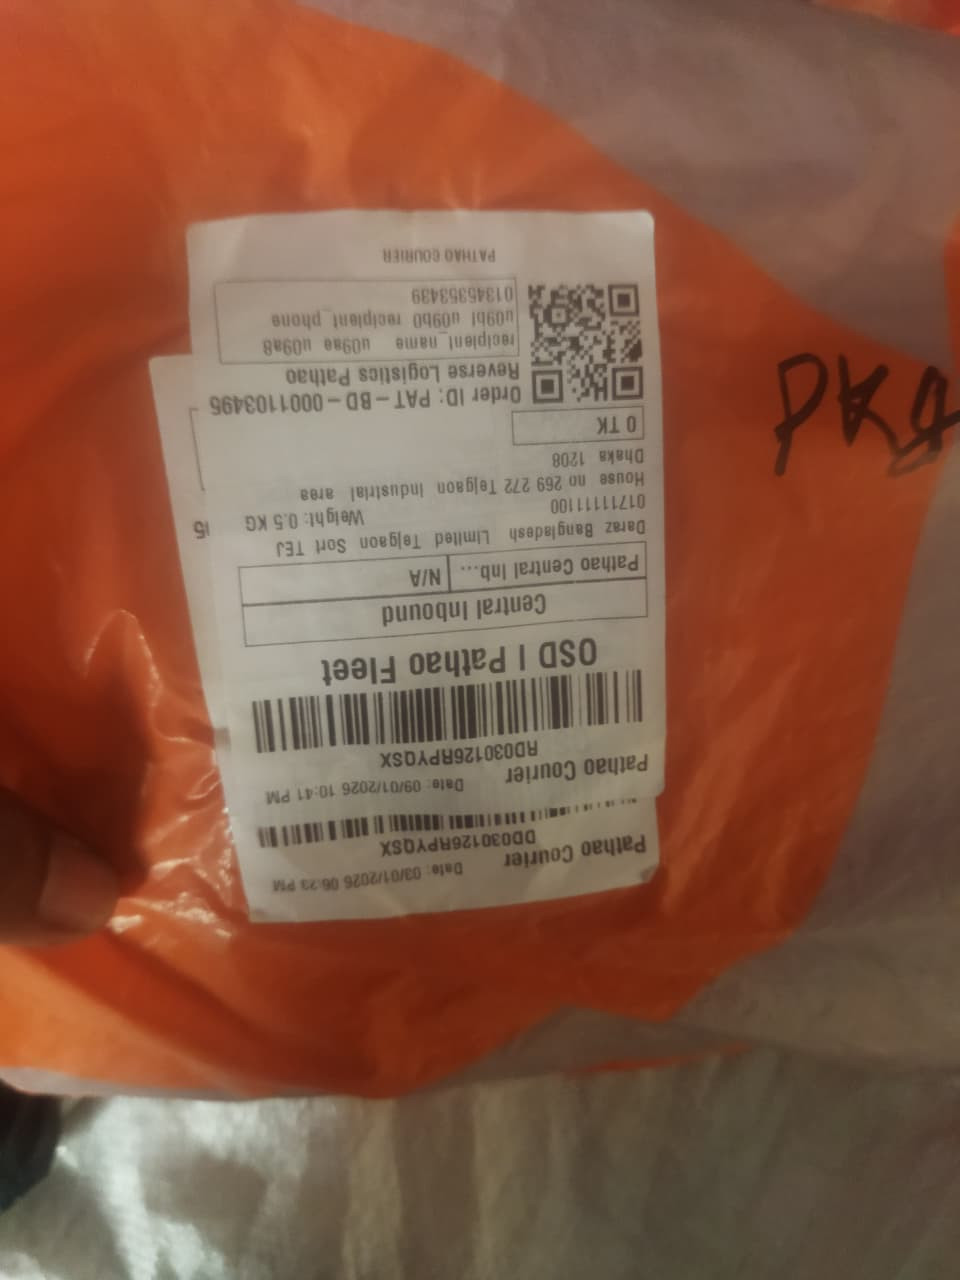 Pathao Courier
Date: 03/01/2026 06:23 PM
DD030126RPYQSX
Pathao Courier
Date: 09/01/2026 10:41 PM
RD030126RPYQSX
OSD | Pathao Fleet
Central Inbound
Pathao Central Inb...
N/A
Daraz Bangladesh Limited Tejgaon Sort TEJ
01711111100
Weight: 0.5 KG
House no 269 272 Tejgaon Industrial area
Dhaka 1208
0 TK
Order ID: PAT-BD-0001103495
Reverse Logistics Pathao
recipient_name u09ae u09a8
u09bf u09b0 recipient_phone
01345353439
PATHAO COURIER